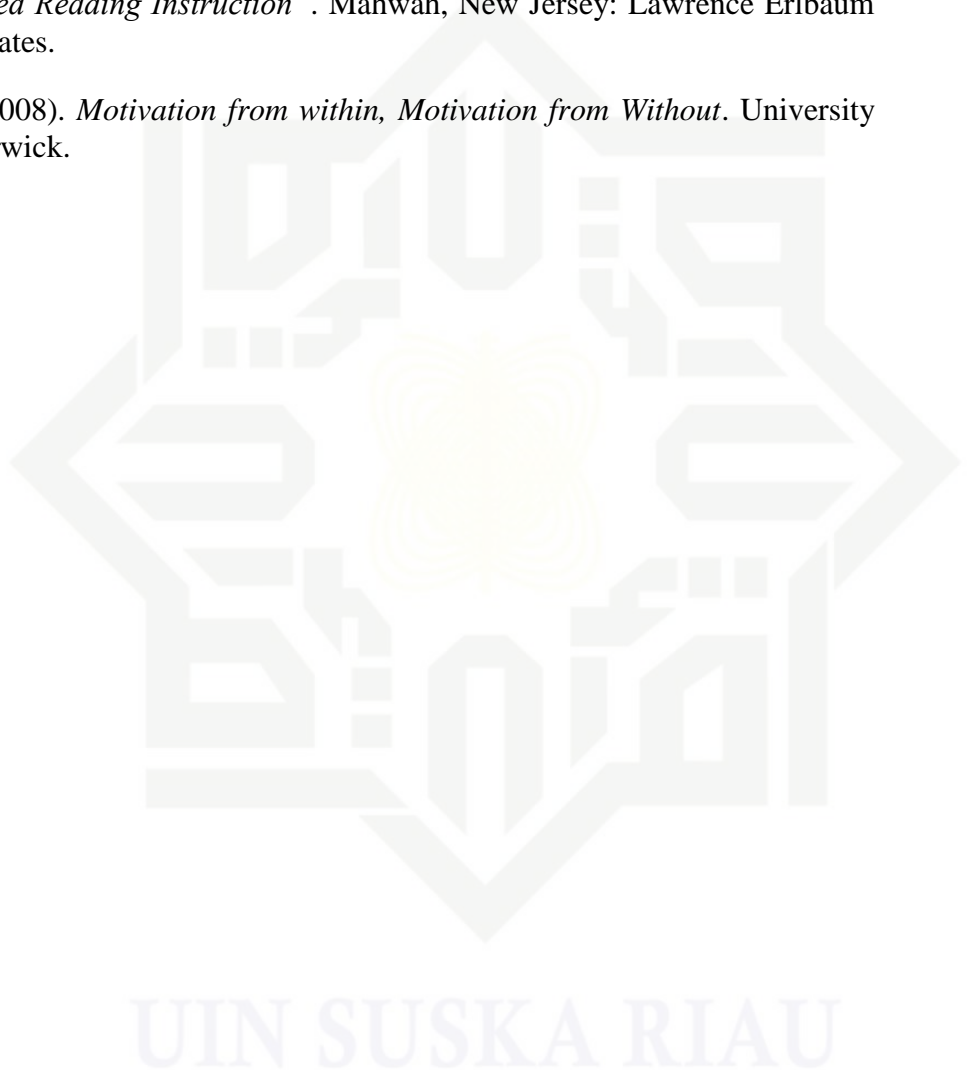 ed Reading Instruction . Mahwah, New Jersey: Lawrence Erlbaum
ates.
008). Motivation from within, Motivation from Without. University
rwick.
UIN SUSKA RIAU